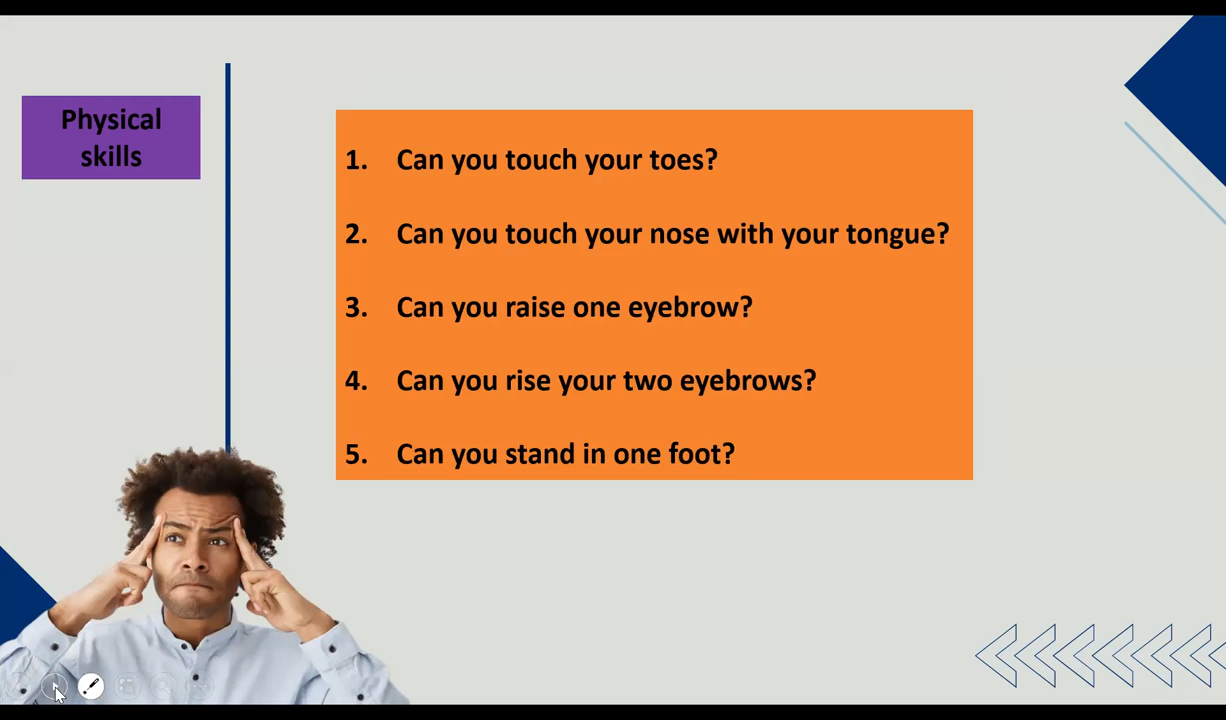 Physical
skills
1. Can you touch your toes?
2. Can you touch your nose with your tongue?
3. Can you raise one eyebrow?
4. Can you rise your two eyebrows?
5. Can you stand in one foot?